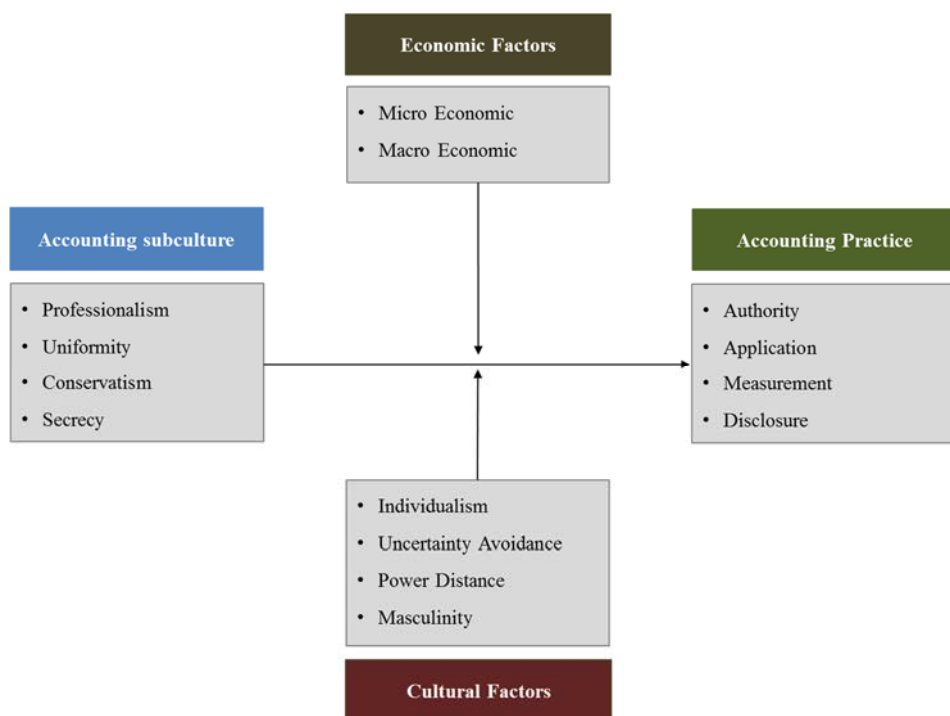 Economic Factors
• Micro Economic
• Macro Economic
Accounting subculture
• Professionalism
• Uniformity
• Conservatism
• Secrecy
Accounting Practice
• Authority
• Application
• Measurement
• Disclosure
• Individualism
• Uncertainty Avoidance
• Power Distance
• Masculinity
Cultural Factors